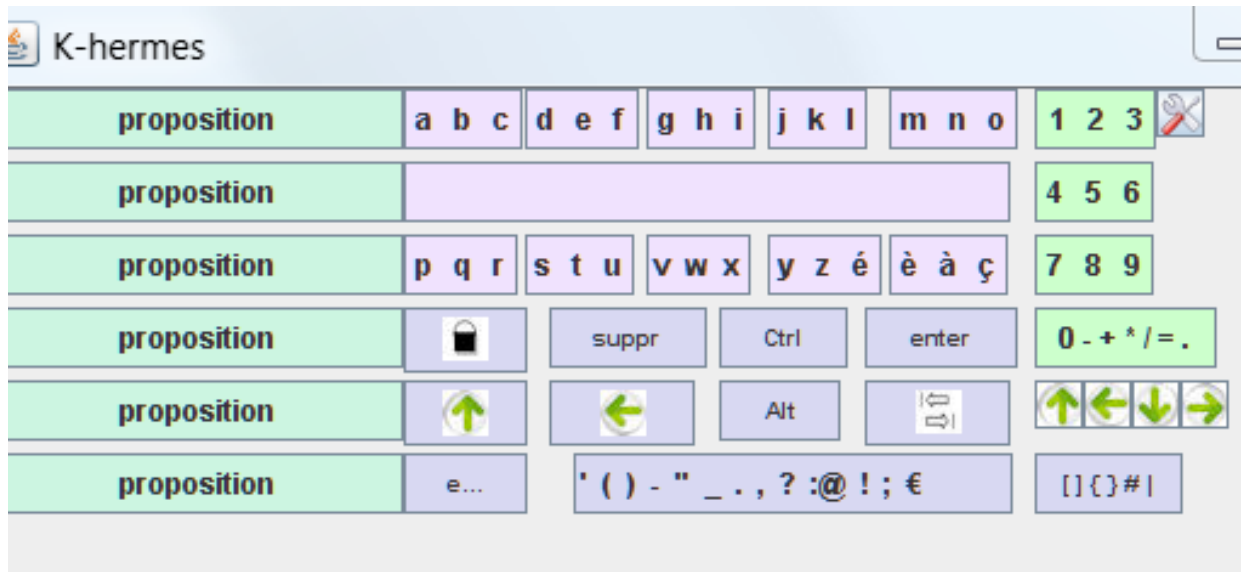 K-hermes
proposition a b c d e f g h i j k l m n o 1 2 3
proposition 4 5 6
proposition p q r s t u v w x y z é è à ç 7 8 9
proposition suppr Ctrl enter 0 - + * / = .
proposition Alt
proposition e... ' ( ) - " _ . , ? : @ ! ; € [ ] { } # |